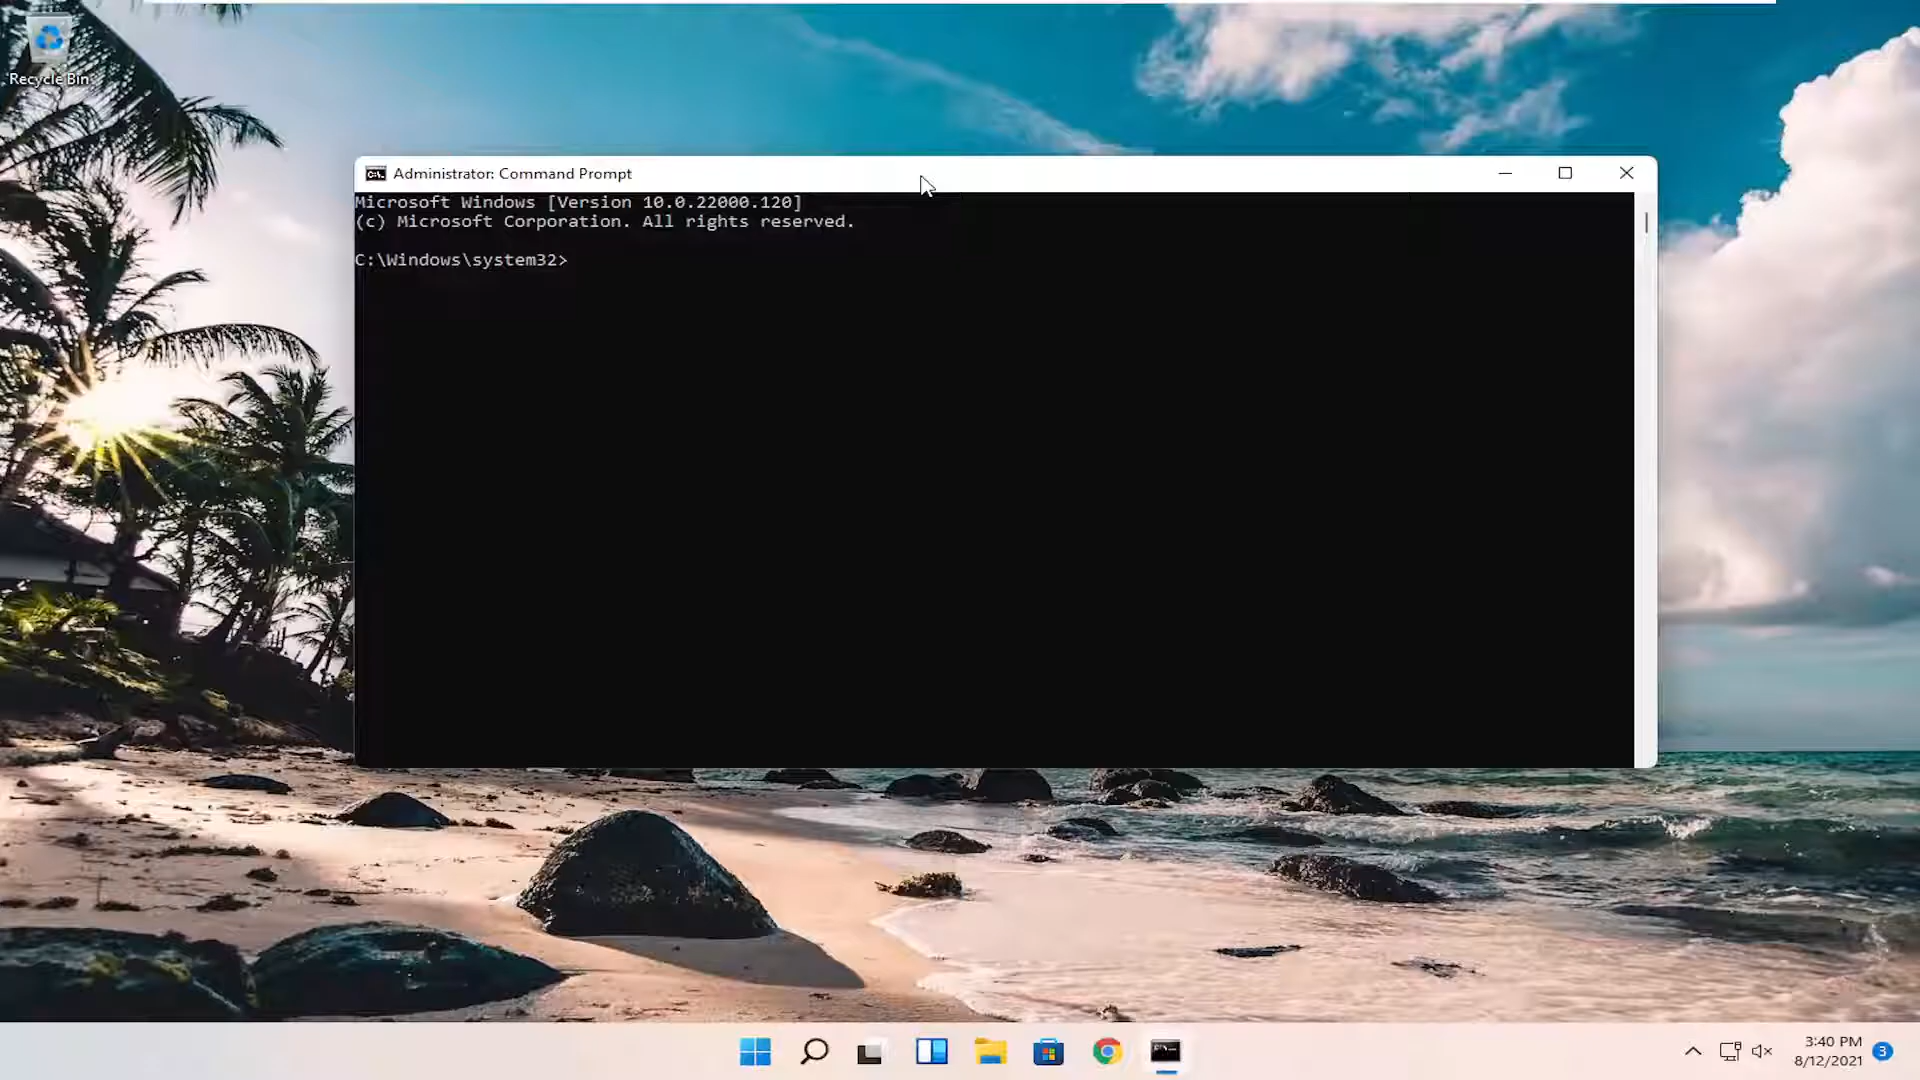 Recycle Bin
Administrator: Command Prompt
Microsoft Windows [Version 10.0.22000.120]
(c) Microsoft Corporation. All rights reserved.
C:\Windows\system32>
3:40 PM
8/12/2021
3